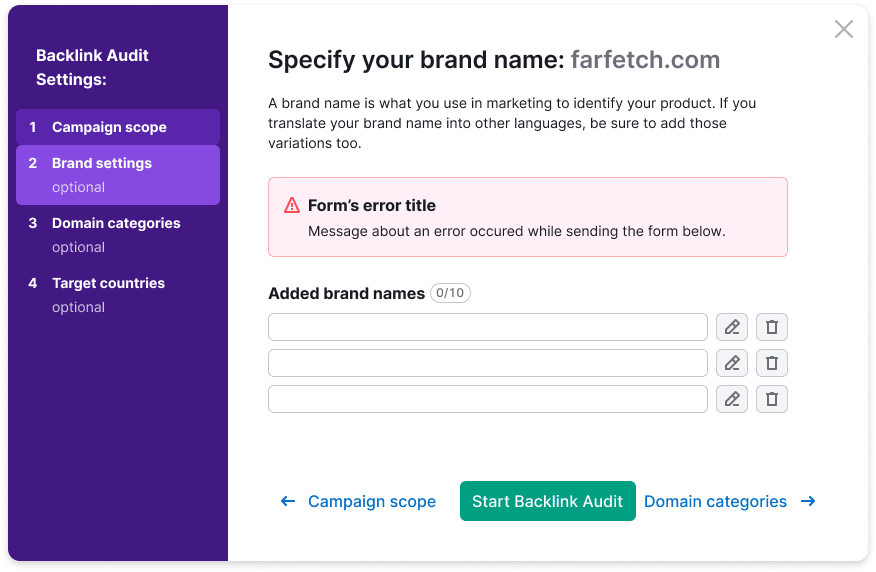 Backlink Audit
Settings:
1 Campaign scope
2 Brand settings
optional
3 Domain categories
optional
4 Target countries
optional
Specify your brand name: farfetch.com
A brand name is what you use in marketing to identify your product. If you
translate your brand name into other languages, be sure to add those
variations too.
Form's error title
Message about an error occured while sending the form below.
Added brand names 0/10
← Campaign scope
Start Backlink Audit
Domain categories →